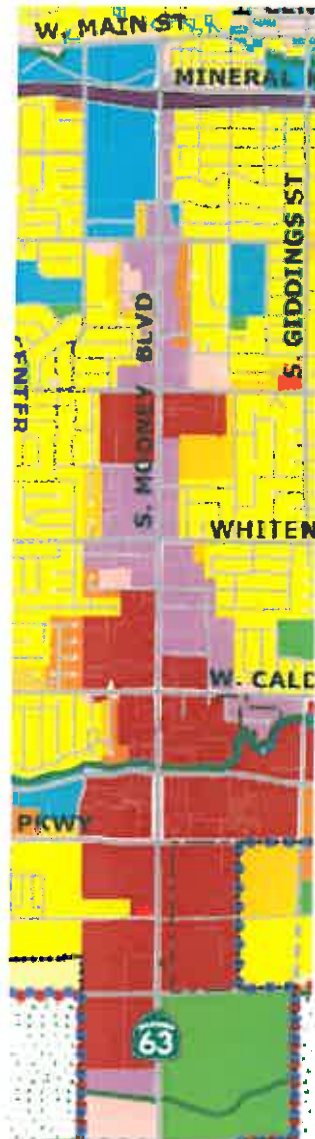 W. MAIN ST
MINERAL
S. GIDDINGS ST
S. MOONEY BLVD
WHITEN
W. CALD
PKWY
63